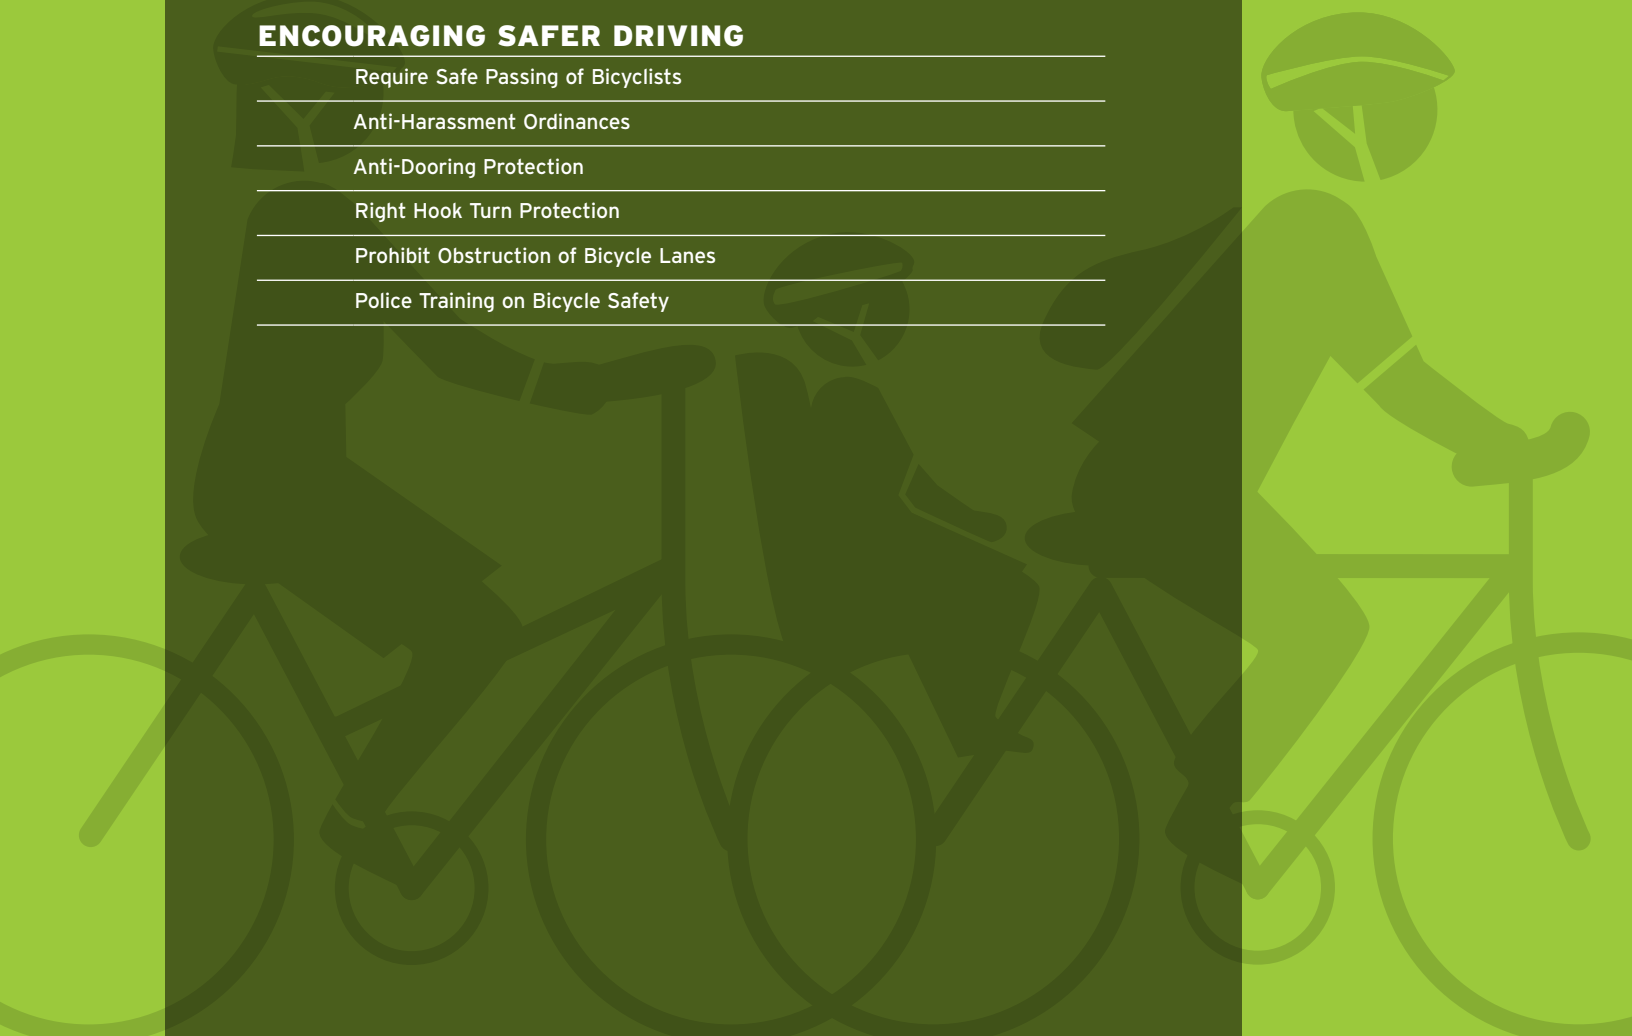 ENCOURAGING SAFER DRIVING
Require Safe Passing of Bicyclists
Anti-Harassment Ordinances
Anti-Dooring Protection
Right Hook Turn Protection
Prohibit Obstruction of Bicycle Lanes
Police Training on Bicycle Safety